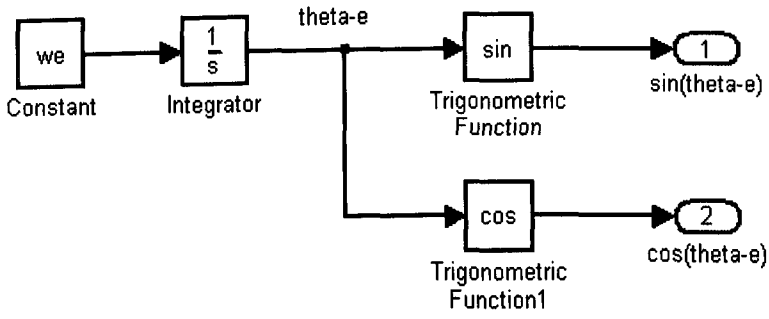 theta-e
we
1
s
sin
1
Constant
Integrator
Trigonometric
Function
sin(theta-e)
cos
2
Trigonometric
Function1
cos(theta-e)